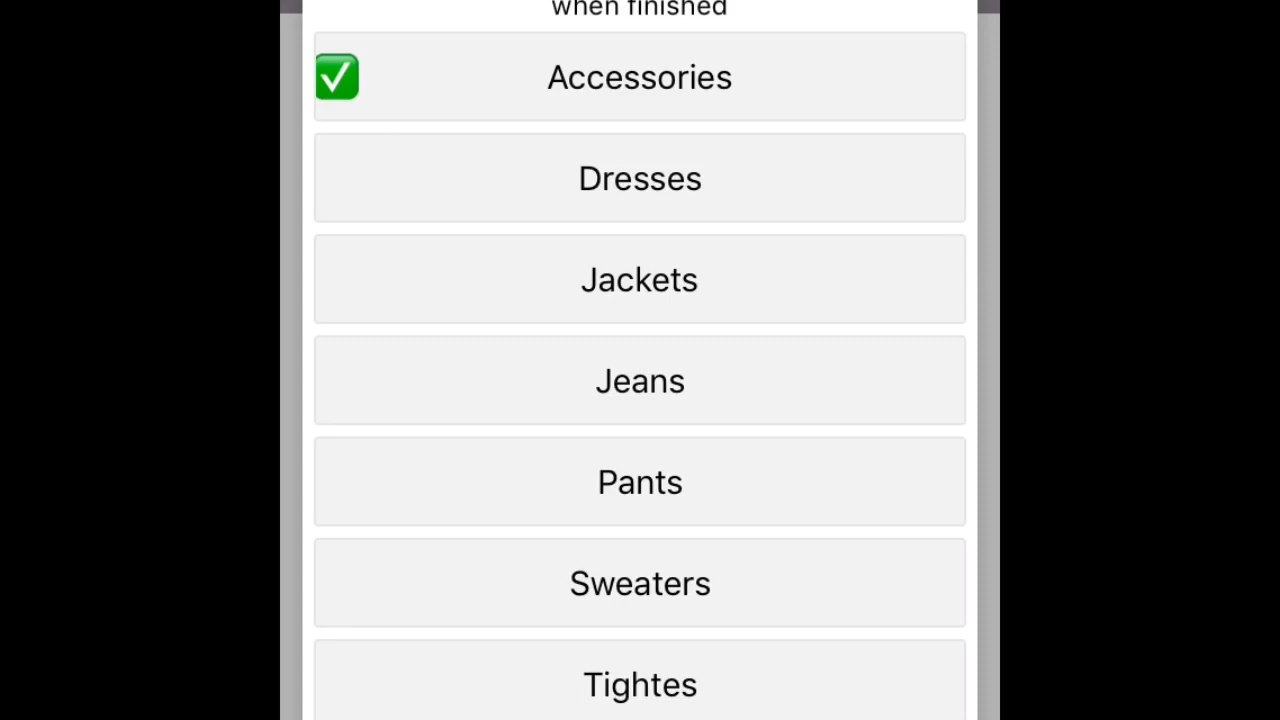 when finished
✅ Accessories
Dresses
Jackets
Jeans
Pants
Sweaters
Tightes